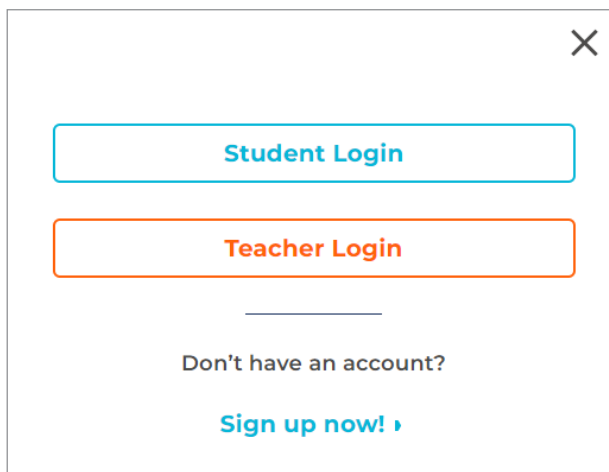 Student Login
Teacher Login
Don’t have an account?
Sign up now!